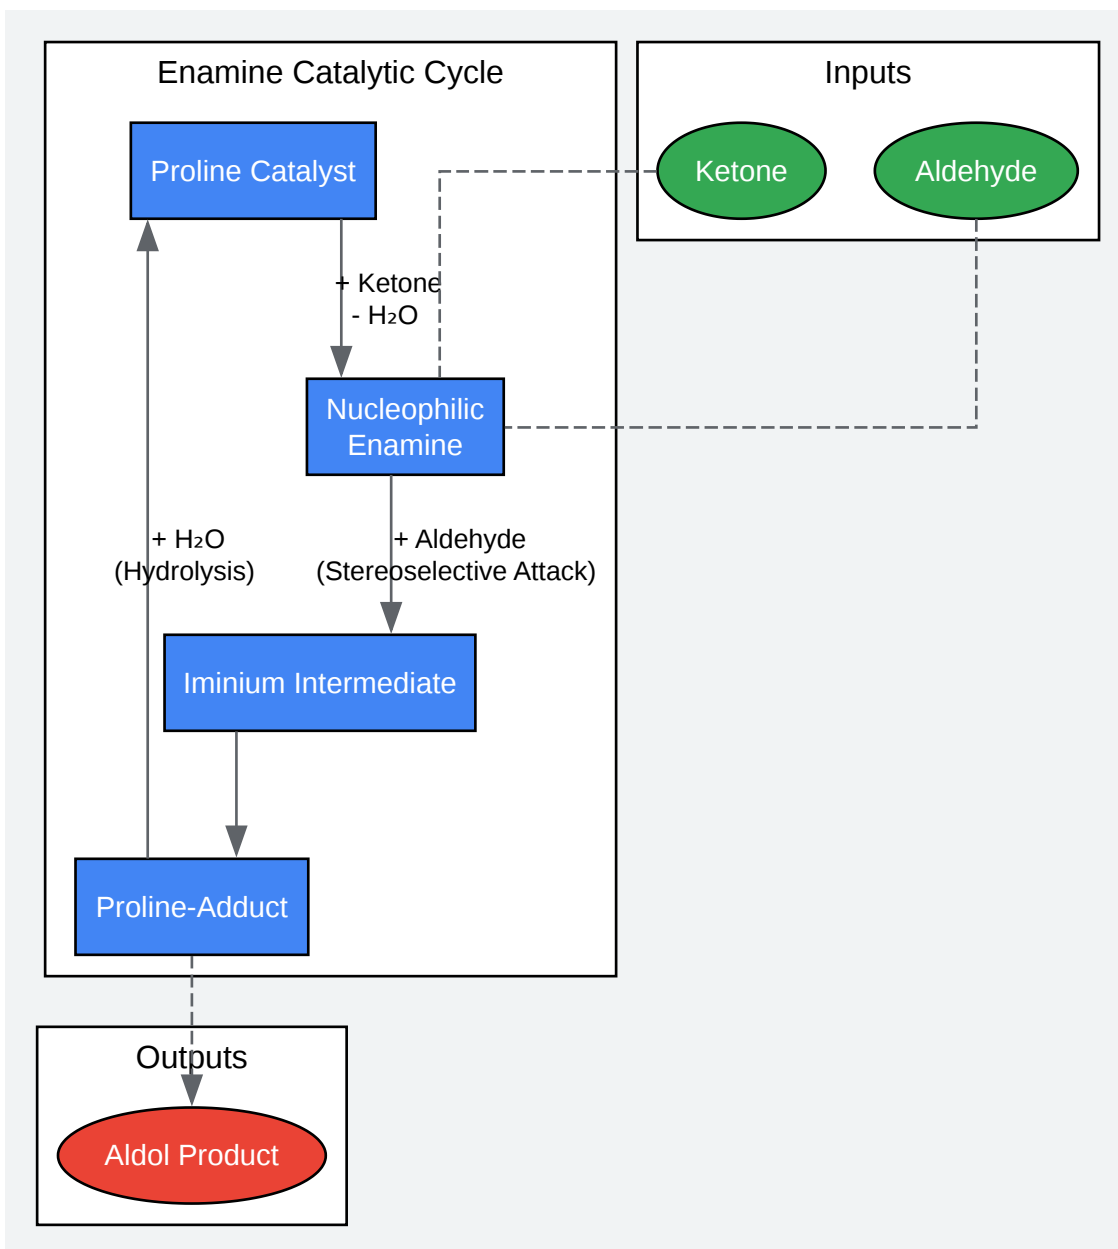 Enamine Catalytic Cycle
Inputs
Proline Catalyst
Ketone
Aldehyde
+ Ketone
- H₂O
Nucleophilic
Enamine
+ H₂O
(Hydrolysis)
+ Aldehyde
(Stereoselective Attack)
Iminium Intermediate
Proline-Adduct
Outputs
Aldol Product